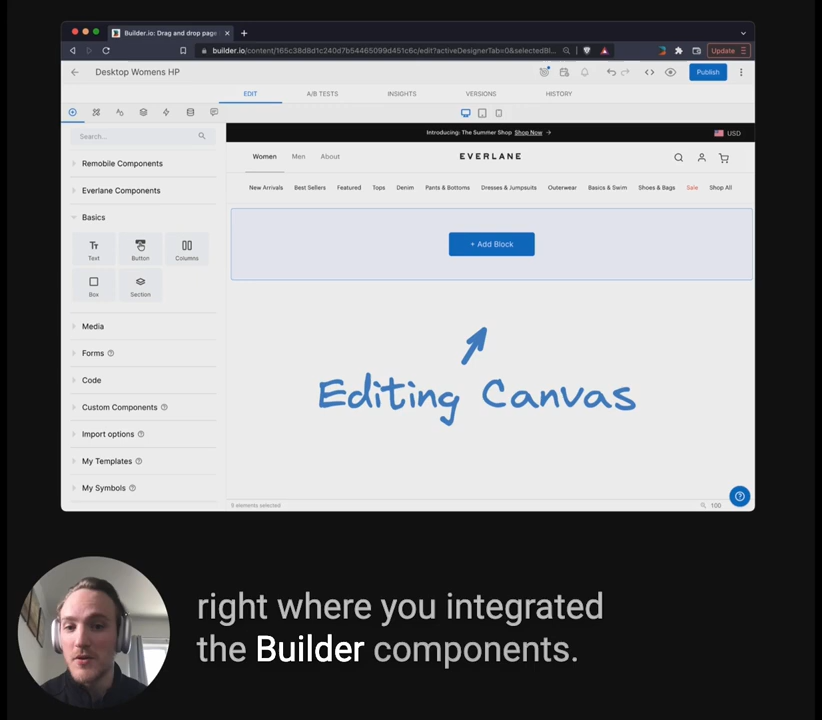 Builder.io: Drag and drop page
builder.io/content/165c38d8d1c240d7b54465099d451c6c/edit?activeDesignerTab=0&selectedBl...
Update
Desktop Womens HP
Publish
EDIT
A/B TESTS
INSIGHTS
VERSIONS
HISTORY
Search...
Remobile Components
Everlane Components
Basics
Text
Button
Columns
Box
Section
Media
Forms
Code
Custom Components
Import options
My Templates
My Symbols
Introducing: The Summer Shop Shop Now
USD
Women Men About
EVERLANE
New Arrivals Best Sellers Featured Tops Denim Pants & Bottoms Dresses & Jumpsuits Outerwear Basics & Swim Shoes & Bags Sale Shop All
+ Add Block
Editing Canvas
5 elements selected
100
right where you integrated
the Builder components.